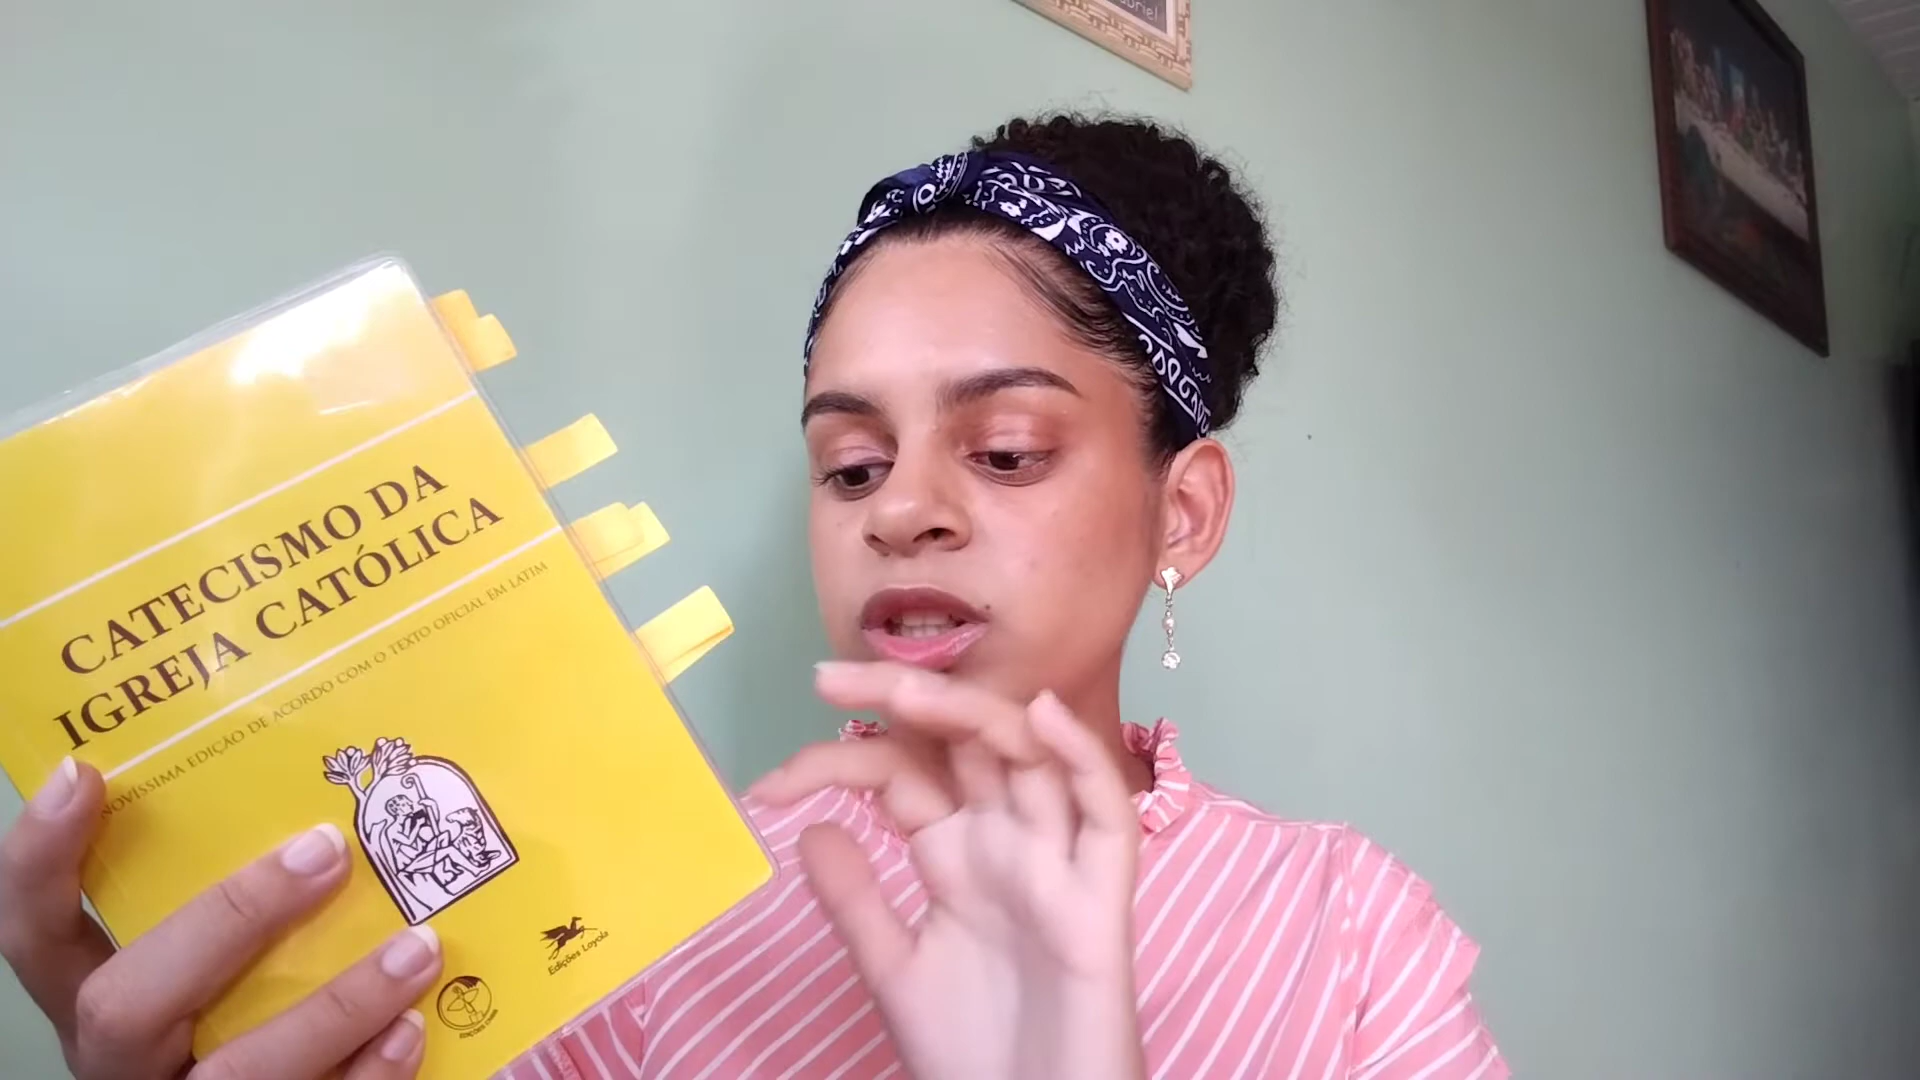 CATECISMO DA
IGREJA CATÓLICA
NOVÍSSIMA EDIÇÃO DE ACORDO COM O TEXTO OFICIAL EM LATIM
Edições Loyola